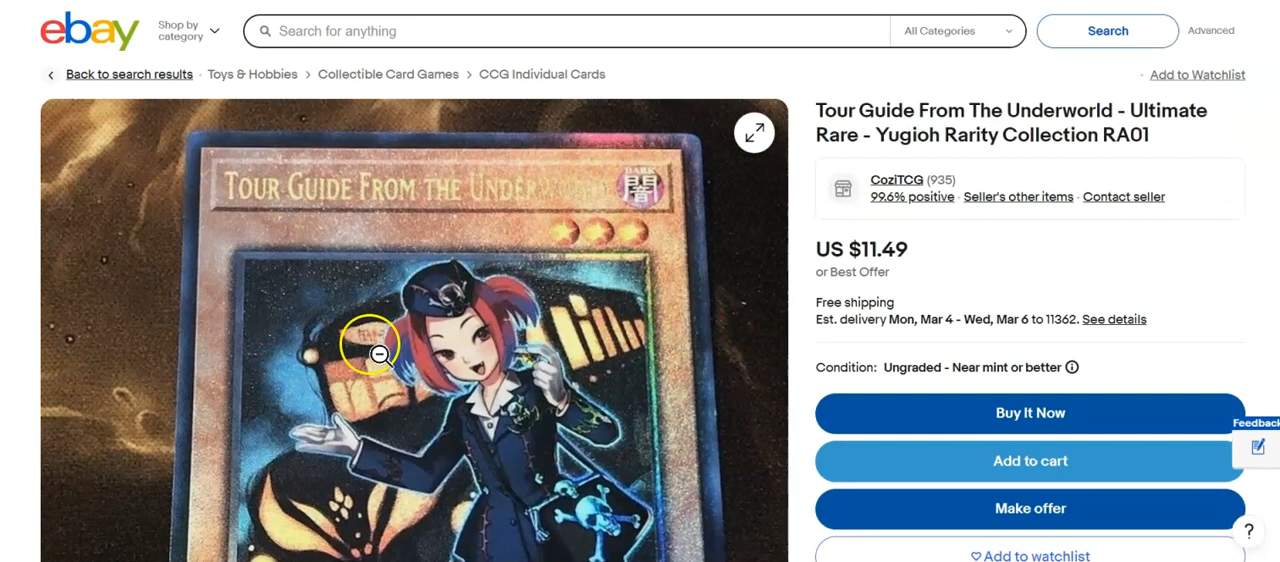 ebay
Shop by
category
Search for anything
All Categories
Search
Advanced
Back to search results · Toys & Hobbies > Collectible Card Games > CCG Individual Cards
· Add to Watchlist
TOUR GUIDE FROM THE UNDERWORLD
DARK
闇
Tour Guide From The Underworld - Ultimate
Rare - Yugioh Rarity Collection RA01
CoziTCG (935)
99.6% positive · Seller's other items · Contact seller
US $11.49
or Best Offer
Free shipping
Est. delivery Mon, Mar 4 - Wed, Mar 6 to 11362. See details
Condition: Ungraded - Near mint or better
Buy It Now
Feedback
Add to cart
Make offer
?
Add to watchlist